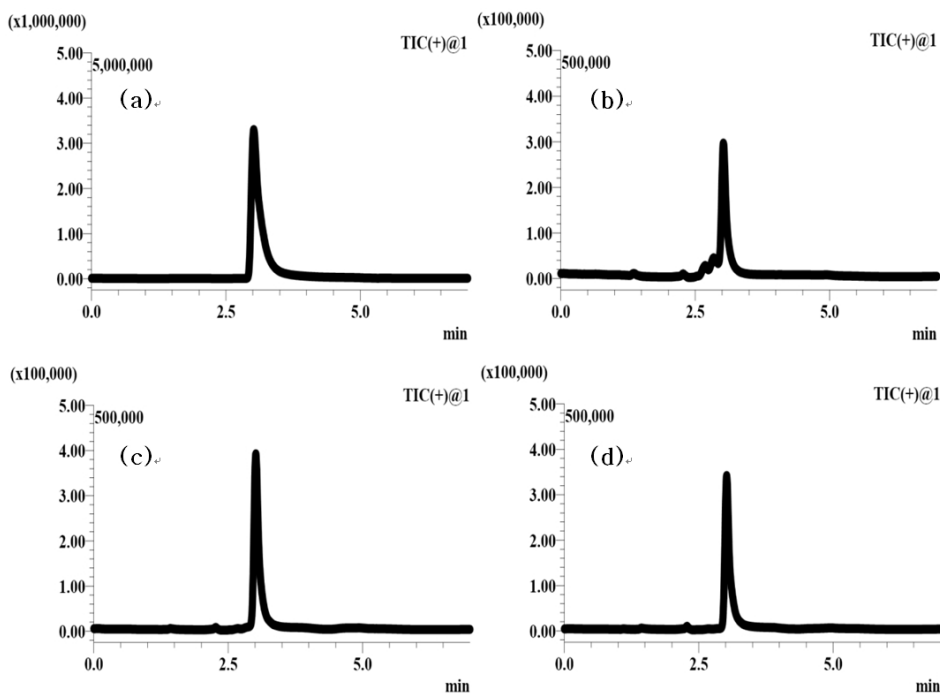 (x1,000,000)
TIC(+)@1
5.00
5,000,000
4.00
(a)
3.00
2.00
1.00
0.00
0.0 2.5 5.0
min
(x100,000)
TIC(+)@1
5.00
500,000
4.00
(b)
3.00
2.00
1.00
0.00
0.0 2.5 5.0
min
(x100,000)
TIC(+)@1
5.00
500,000
4.00
(c)
3.00
2.00
1.00
0.00
0.0 2.5 5.0
min
(x100,000)
TIC(+)@1
5.00
500,000
4.00
(d)
3.00
2.00
1.00
0.00
0.0 2.5 5.0
min